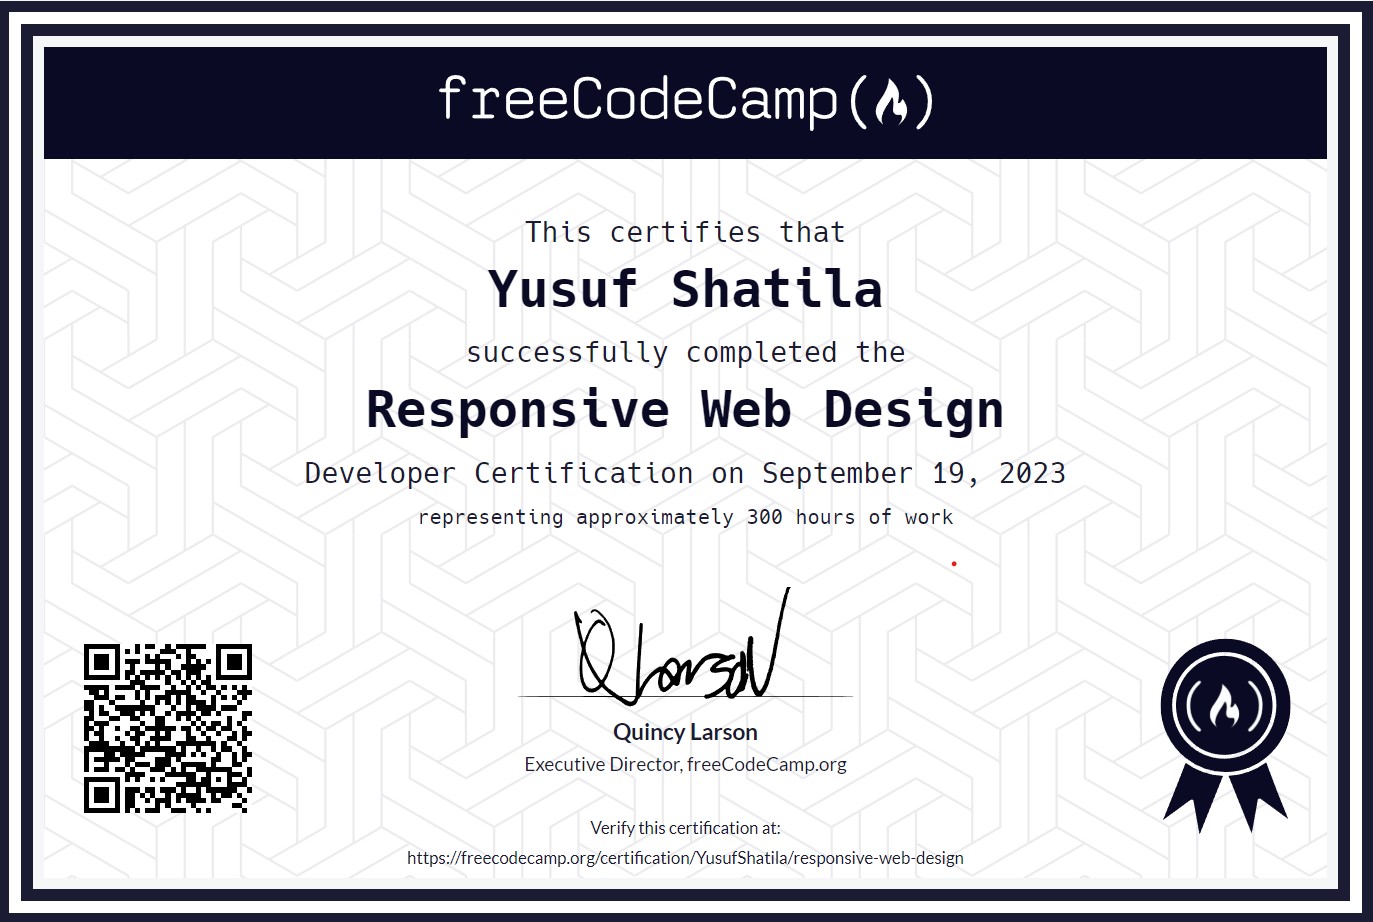 freeCodeCamp
This certifies that
Yusuf Shatila
successfully completed the
Responsive Web Design
Developer Certification on September 19, 2023
representing approximately 300 hours of work
Quincy Larson
Executive Director, freeCodeCamp.org
Verify this certification at:
https://freecodecamp.org/certification/YusufShatila/responsive-web-design